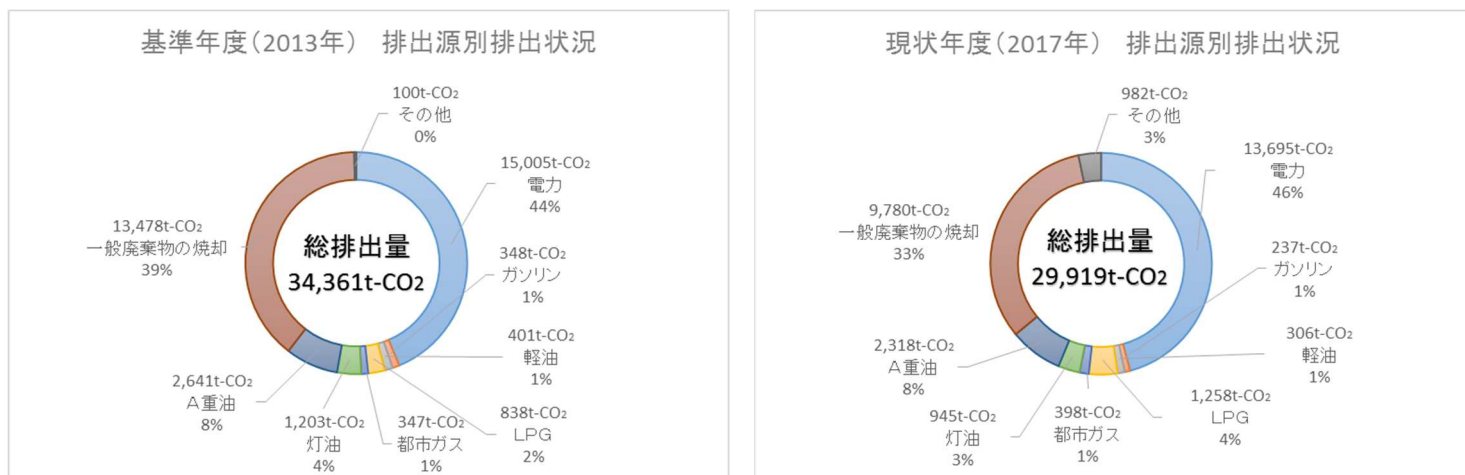 基準年度（2013年）　排出源別排出状況
100t-CO₂
その他
0%
15,005t-CO₂
電力
44%
348t-CO₂
ガソリン
1%
401t-CO₂
軽油
1%
838t-CO₂
ＬＰＧ
2%
347t-CO₂
都市ガス
1%
1,203t-CO₂
灯油
4%
2,641t-CO₂
Ａ重油
8%
13,478t-CO₂
一般廃棄物の焼却
39%
総排出量
34,361t-CO₂
現状年度（2017年）　排出源別排出状況
982t-CO₂
その他
3%
13,695t-CO₂
電力
46%
237t-CO₂
ガソリン
1%
306t-CO₂
軽油
1%
1,258t-CO₂
ＬＰＧ
4%
398t-CO₂
都市ガス
1%
945t-CO₂
灯油
3%
2,318t-CO₂
Ａ重油
8%
9,780t-CO₂
一般廃棄物の焼却
33%
総排出量
29,919t-CO₂